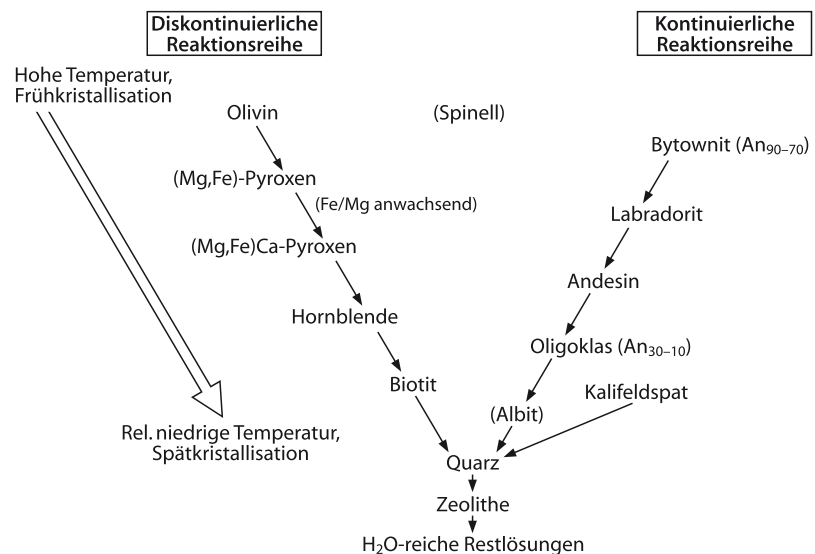 Diskontinuierliche
Reaktionsreihe
Kontinuierliche
Reaktionsreihe
Hohe Temperatur,
Frühkristallisation
Olivin
(Spinell)
Bytownit (An₉₀₋₇₀)
(Mg,Fe)-Pyroxen
(Fe/Mg anwachsend)
Labradorit
(Mg,Fe)Ca-Pyroxen
Andesin
Hornblende
Oligoklas (An₃₀₋₁₀)
Biotit
Kalifeldspat
(Albit)
Rel. niedrige Temperatur,
Spätkristallisation
Quarz
Zeolithe
H₂O-reiche Restlösungen